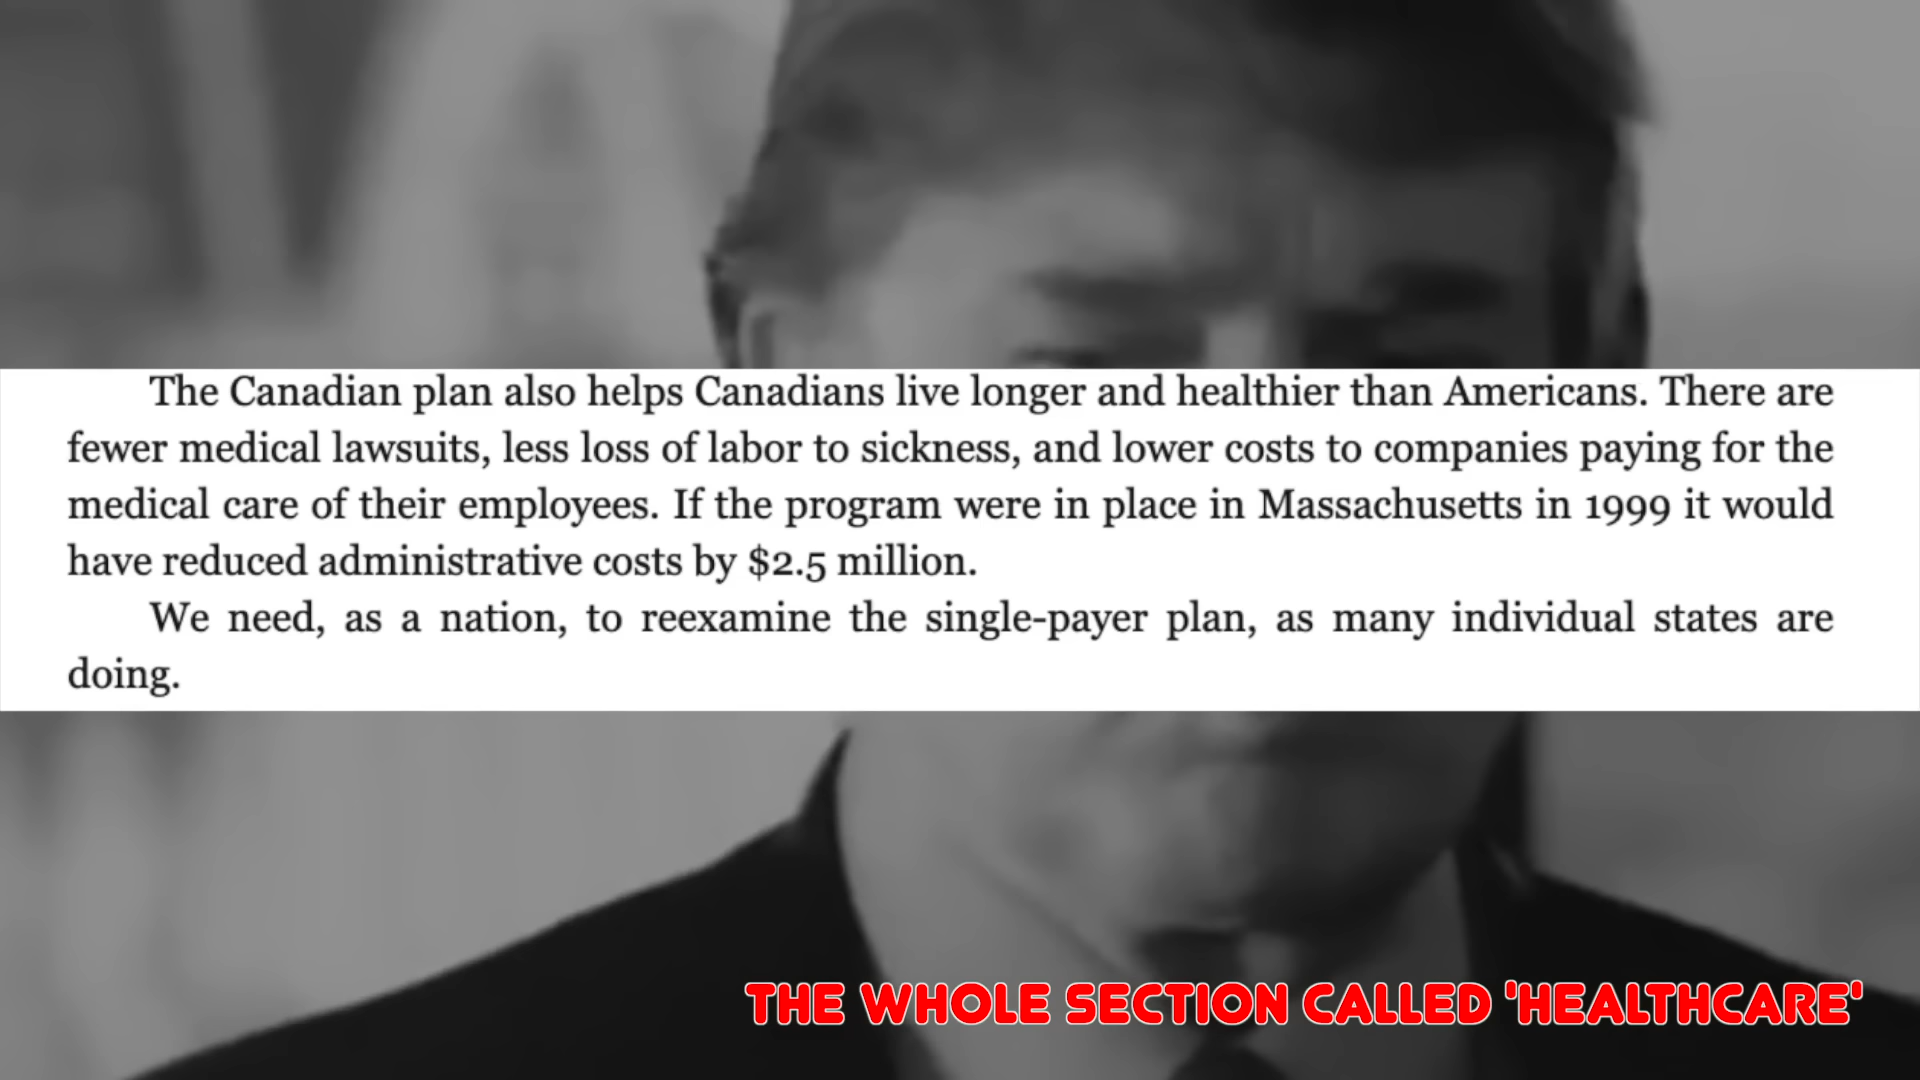 The Canadian plan also helps Canadians live longer and healthier than Americans. There are
fewer medical lawsuits, less loss of labor to sickness, and lower costs to companies paying for the
medical care of their employees. If the program were in place in Massachusetts in 1999 it would
have reduced administrative costs by $2.5 million.
We need, as a nation, to reexamine the single-payer plan, as many individual states are
doing.
THE WHOLE SECTION CALLED 'HEALTHCARE'